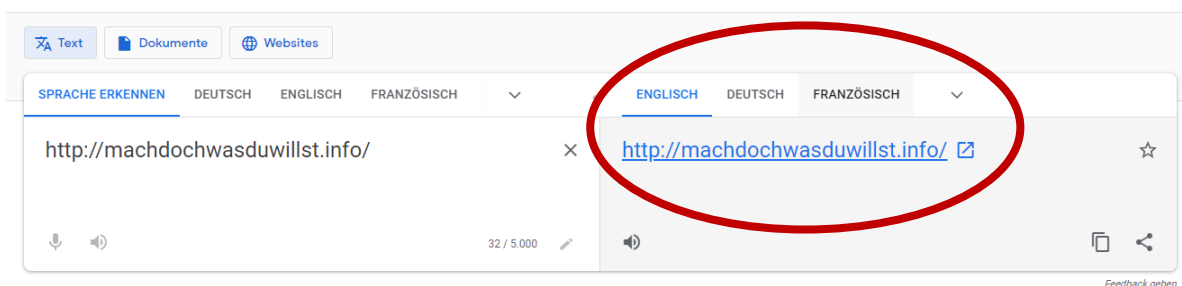 Text Dokumente Websites
SPRACHE ERKENNEN DEUTSCH ENGLISCH FRANZÖSISCH
ENGLISCH DEUTSCH FRANZÖSISCH
http://machdochwasduwillst.info/
http://machdochwasduwillst.info/
32 / 5.000
Feedback geben